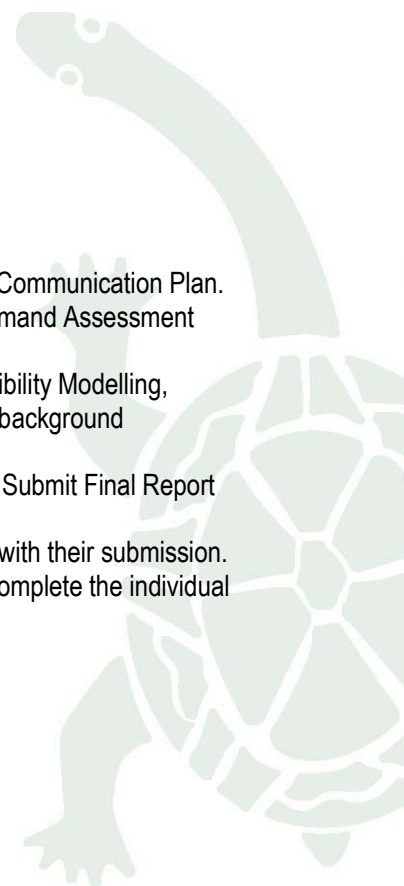 Communication Plan.
mand Assessment
ibility Modelling,
background
Submit Final Report
with their submission.
omplete the individual